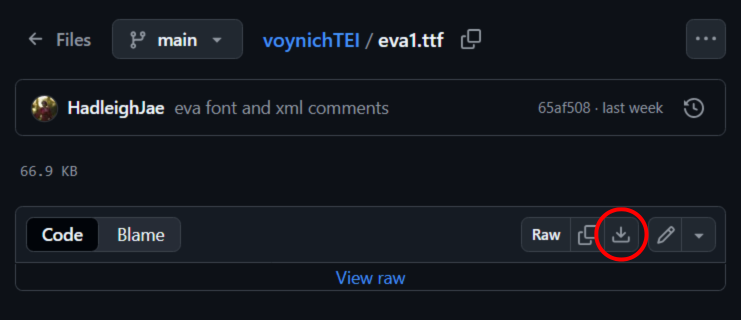 Files main voynichTEI / eva1.ttf
HadleighJae eva font and xml comments 65af508 · last week
66.9 KB
Code Blame Raw
View raw